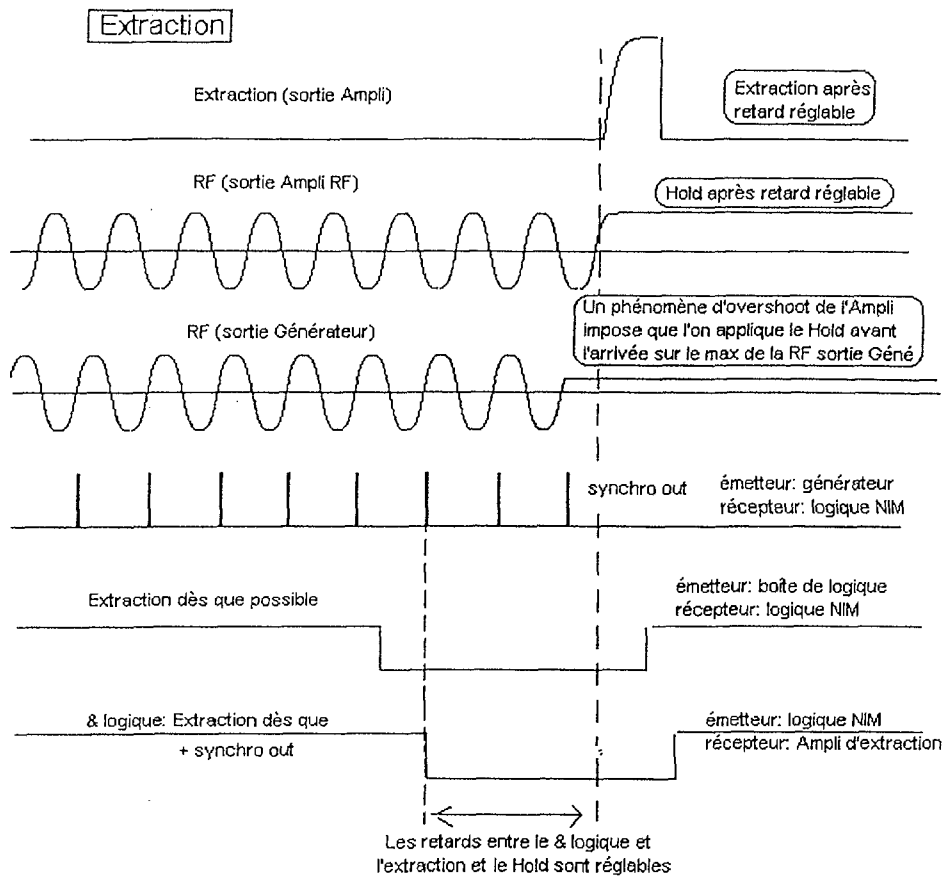 Extraction
Extraction (sortie Ampli)
Extraction après
retard réglable
RF (sortie Ampli RF)
Hold après retard réglable
Un phénomène d'overshoot de l'Ampli
impose que l'on applique le Hold avant
l'arrivée sur le max de la RF sortie Géné
RF (sortie Générateur)
synchro out
émetteur: générateur
récepteur: logique NIM
Extraction dès que possible
émetteur: boîte de logique
récepteur: logique NIM
& logique: Extraction dès que
+ synchro out
émetteur: logique NIM
récepteur: Ampli d'extraction
Les retards entre le & logique et
l'extraction et le Hold sont réglables